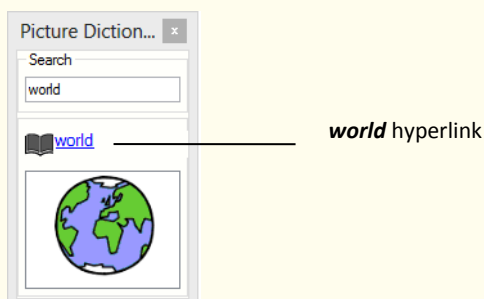 Picture Diction... x
Search
world
world
world hyperlink